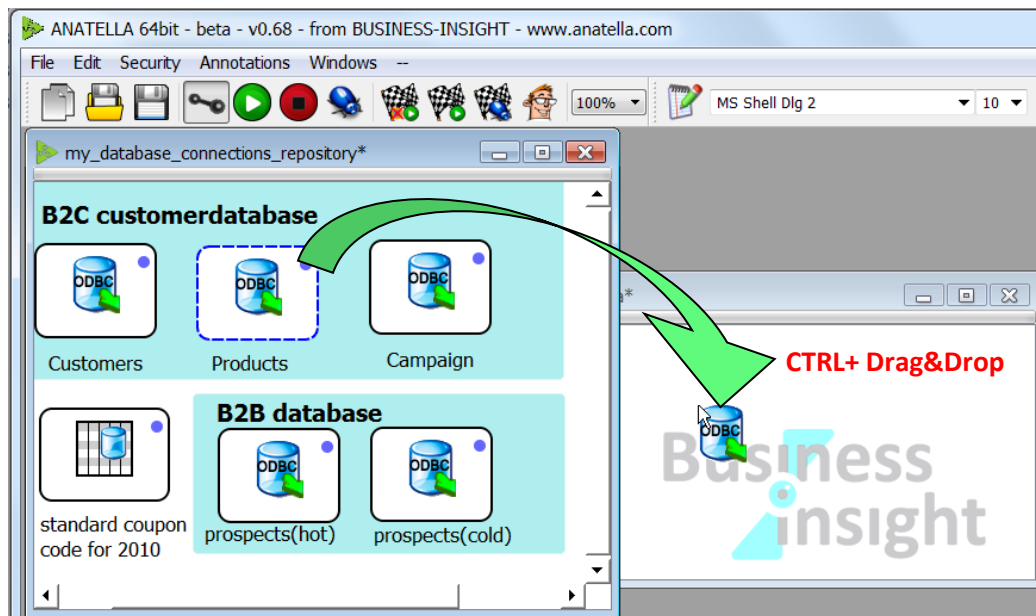 ANATELLA 64bit - beta - v0.68 - from BUSINESS-INSIGHT - www.anatella.com
File Edit Security Annotations Windows --
100% MS Shell Dlg 2 10
my_database_connections_repository*
B2C customerdatabase
ODBC ODBC ODBC
Customers Products Campaign
a*
CTRL+ Drag&Drop
B2B database
ODBC ODBC
standard coupon
code for 2010
prospects(hot) prospects(cold)
ODBC
Business
insight